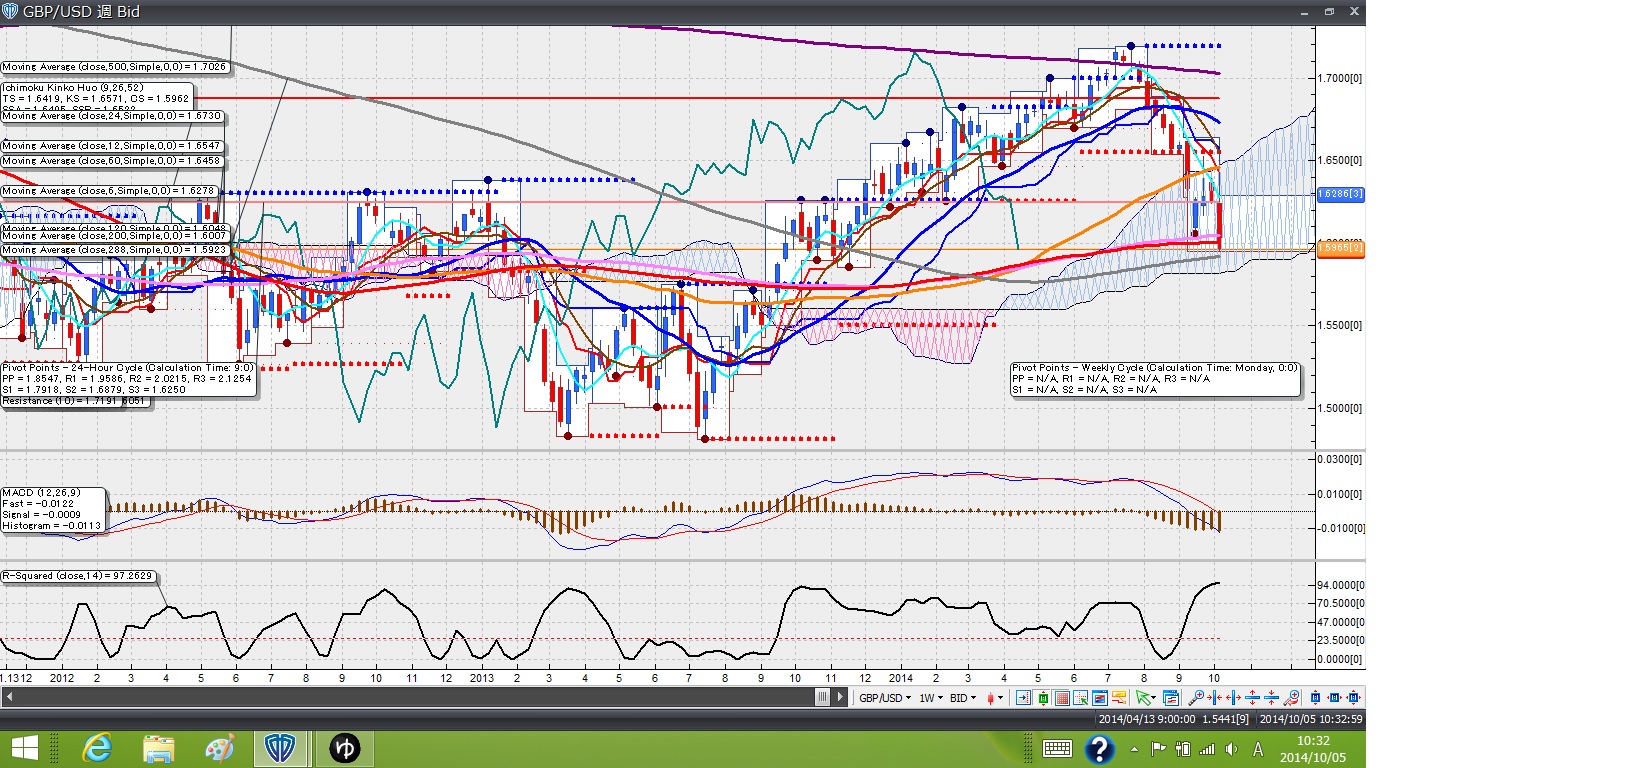 GBP/USD 週 Bid
Moving Average (close,500,Simple,0,0) = 1.7026
Ichimoku Kinko Huo (9,26,52)
TS = 1.6419, KS = 1.6571, CS = 1.5962
Moving Average (close,24,Simple,0,0) = 1.6730
Moving Average (close,12,Simple,0,0) = 1.6547
Moving Average (close,60,Simple,0,0) = 1.6458
Moving Average (close,6,Simple,0,0) = 1.6278
Moving Average (close,120,Simple,0,0) = 1.6048
Moving Average (close,200,Simple,0,0) = 1.6007
Moving Average (close,288,Simple,0,0) = 1.5923
1.7000[0]
1.6500[0]
1.6286[3]
1.5965[2]
1.5500[0]
1.5000[0]
Pivot Points - 24-Hour Cycle (Calculation Time: 9:0)
PP = 1.8547, R1 = 1.9586, R2 = 2.0215, R3 = 2.1254
S1 = 1.7918, S2 = 1.6879, S3 = 1.6250
Resistance (10) = 1.7191
Pivot Points - Weekly Cycle (Calculation Time: Monday, 0:0)
PP = N/A, R1 = N/A, R2 = N/A, R3 = N/A
S1 = N/A, S2 = N/A, S3 = N/A
0.0300[0]
0.0100[0]
-0.0100[0]
MACD (12,26,9)
Fast = -0.0122
Signal = -0.0009
Histogram = -0.0113
R-Squared (close,14) = 97.2629
94.0000[0
70.5000[0
47.0000[0
23.5000[0
0.0000[0]
1.13 12 2012 2 3 4 5 6 7 8 9 10 11 12 2013 2 3 4 5 6 7 8 9 10 11 12 2014 2 3 4 5 6 7 8 9 10
GBP/USD 1W BID
2014/04/13 9:00:00 1.5441[9] 2014/10/05 10:32:59
ゆ
A
10:32
2014/10/05